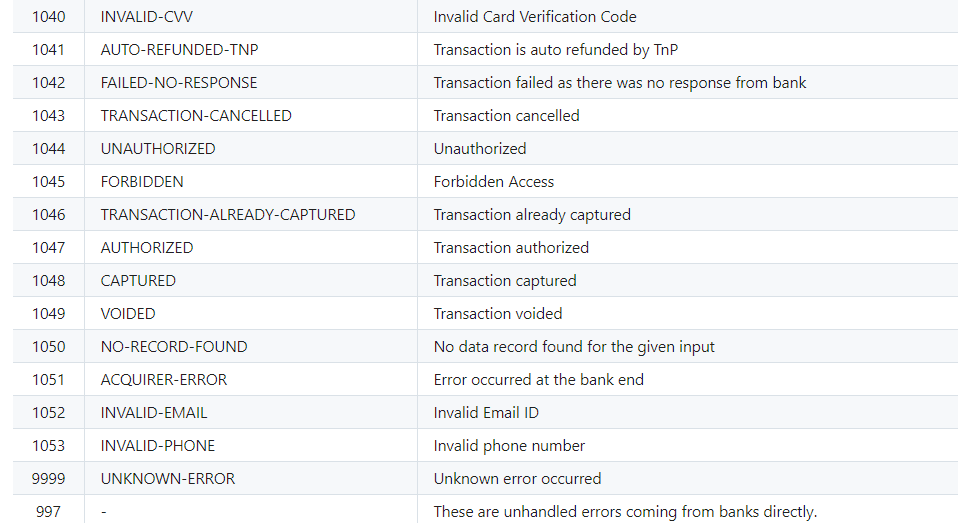 1040 INVALID-CVV Invalid Card Verification Code
1041 AUTO-REFUNDED-TNP Transaction is auto refunded by TnP
1042 FAILED-NO-RESPONSE Transaction failed as there was no response from bank
1043 TRANSACTION-CANCELLED Transaction cancelled
1044 UNAUTHORIZED Unauthorized
1045 FORBIDDEN Forbidden Access
1046 TRANSACTION-ALREADY-CAPTURED Transaction already captured
1047 AUTHORIZED Transaction authorized
1048 CAPTURED Transaction captured
1049 VOIDED Transaction voided
1050 NO-RECORD-FOUND No data record found for the given input
1051 ACQUIRER-ERROR Error occurred at the bank end
1052 INVALID-EMAIL Invalid Email ID
1053 INVALID-PHONE Invalid phone number
9999 UNKNOWN-ERROR Unknown error occurred
997 - These are unhandled errors coming from banks directly.